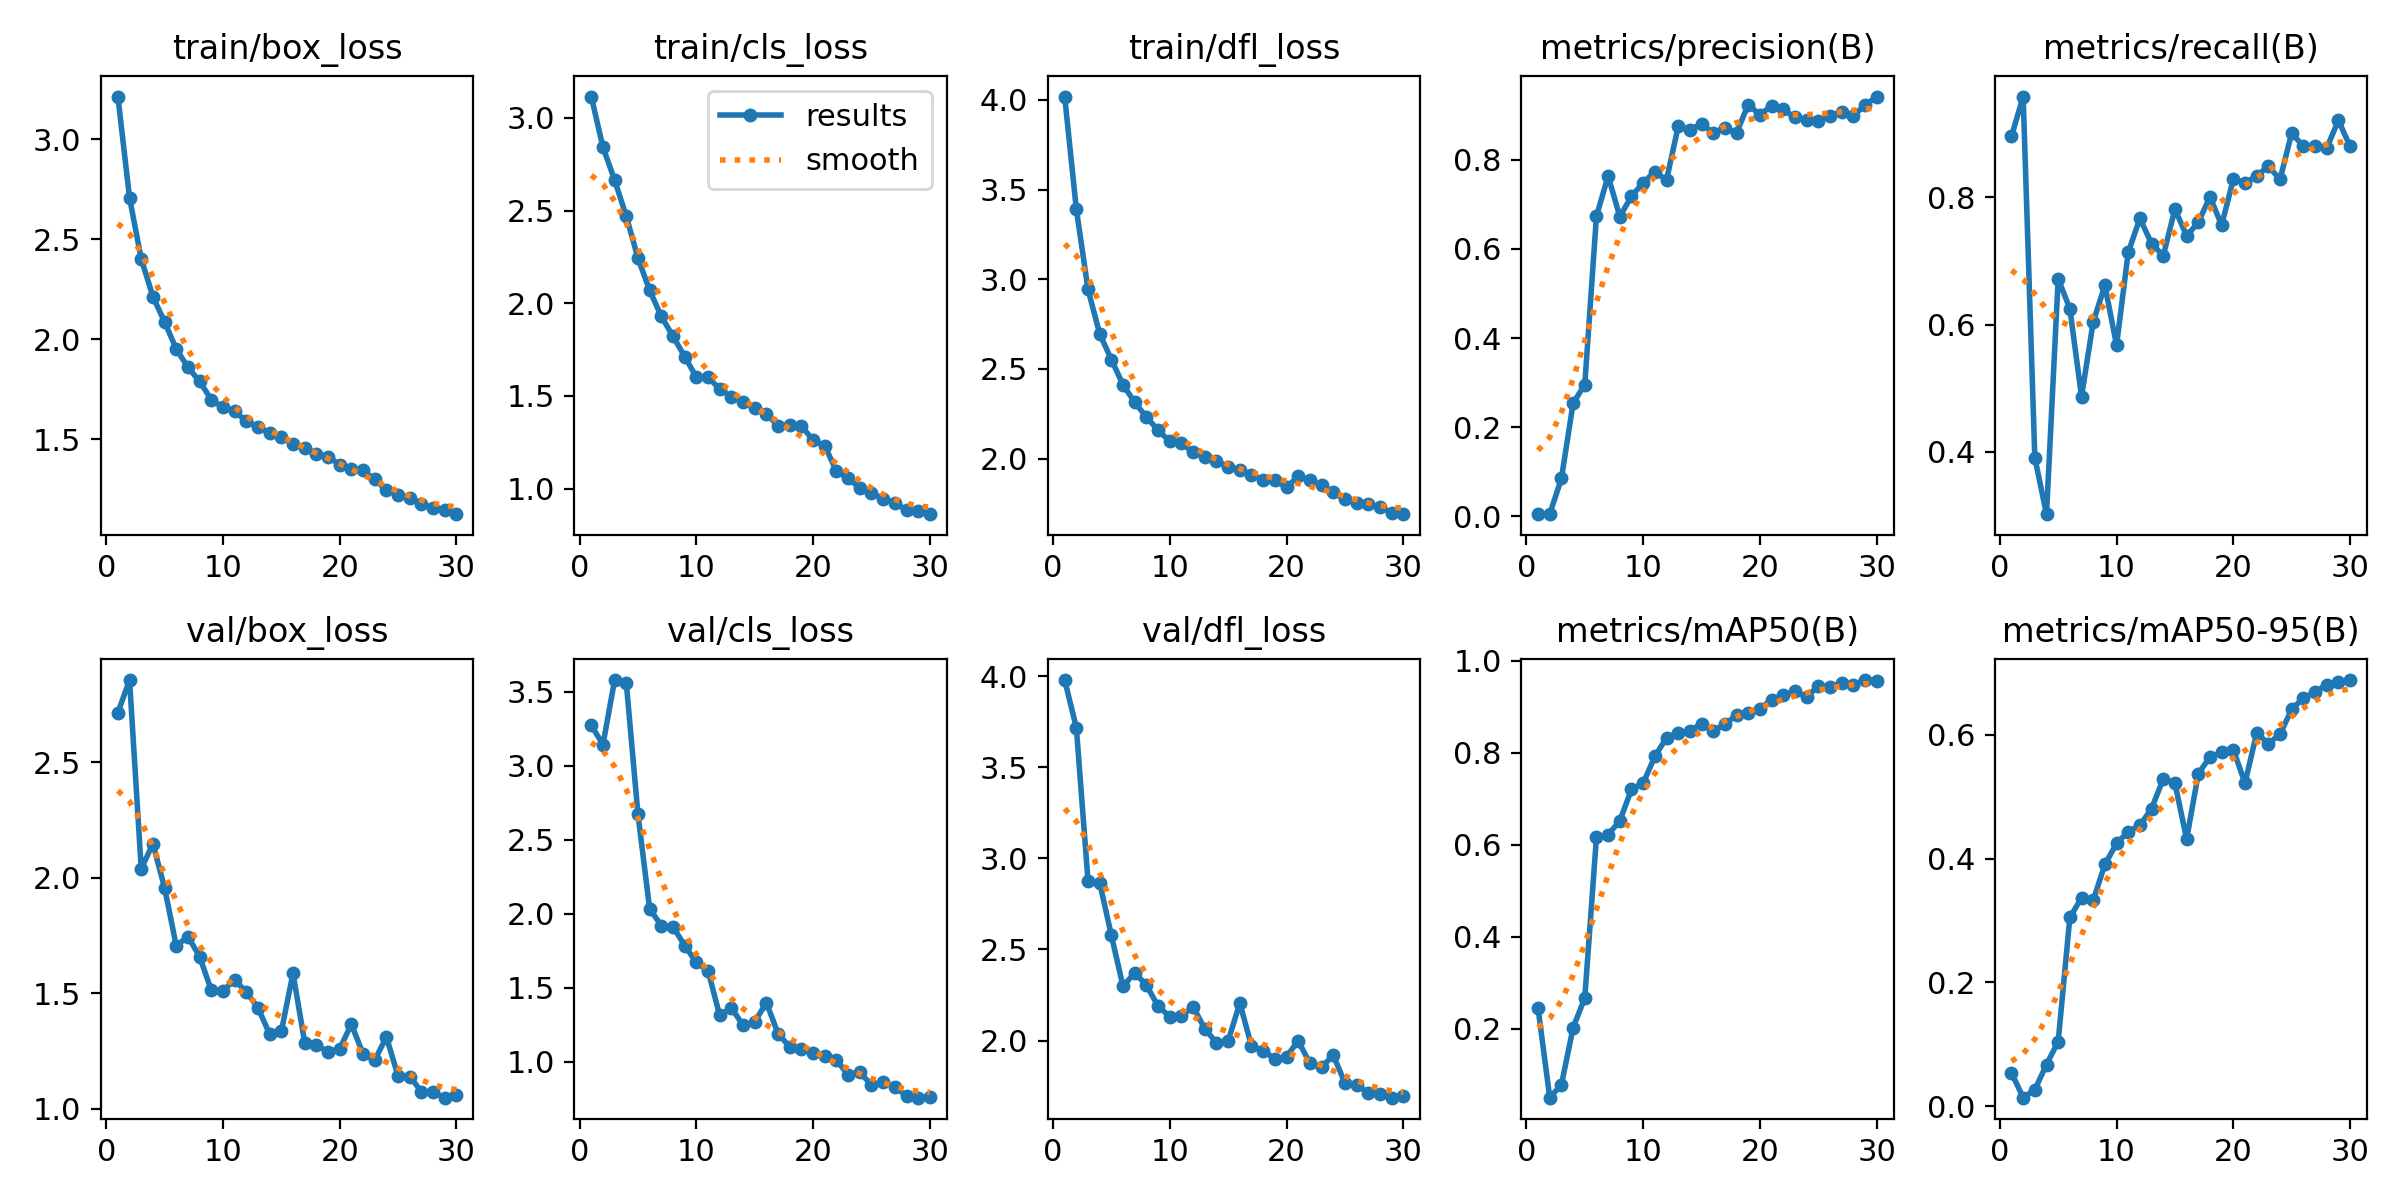 train/box_loss
3.0
2.5
2.0
1.5
0 10 20 30
train/cls_loss
results
smooth
3.0
2.5
2.0
1.5
1.0
0 10 20 30
train/dfl_loss
4.0
3.5
3.0
2.5
2.0
0 10 20 30
metrics/precision(B)
0.8
0.6
0.4
0.2
0.0
0 10 20 30
metrics/recall(B)
0.8
0.6
0.4
0 10 20 30
val/box_loss
2.5
2.0
1.5
1.0
0 10 20 30
val/cls_loss
3.5
3.0
2.5
2.0
1.5
1.0
0 10 20 30
val/dfl_loss
4.0
3.5
3.0
2.5
2.0
0 10 20 30
metrics/mAP50(B)
1.0
0.8
0.6
0.4
0.2
0 10 20 30
metrics/mAP50-95(B)
0.6
0.4
0.2
0.0
0 10 20 30